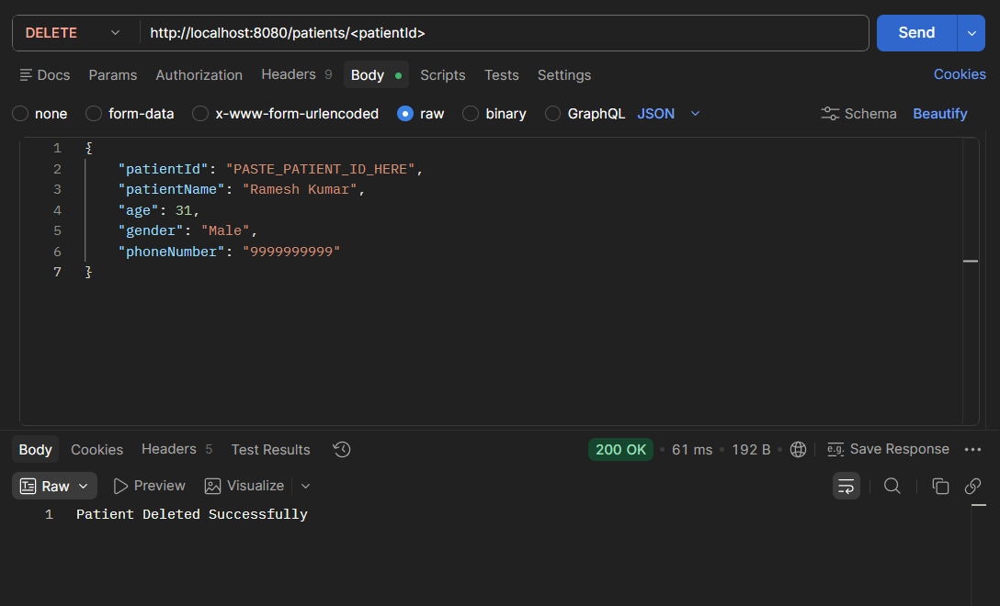 DELETE http://localhost:8080/patients/<patientId> Send
Docs Params Authorization Headers 9 Body Scripts Tests Settings Cookies
none form-data x-www-form-urlencoded raw binary GraphQL JSON Schema Beautify
1 {
2 "patientId": "PASTE_PATIENT_ID_HERE",
3 "patientName": "Ramesh Kumar",
4 "age": 31,
5 "gender": "Male",
6 "phoneNumber": "9999999999"
7 }
Body Cookies Headers 5 Test Results 200 OK • 61 ms • 192 B • e.g. Save Response
Raw Preview Visualize
1 Patient Deleted Successfully